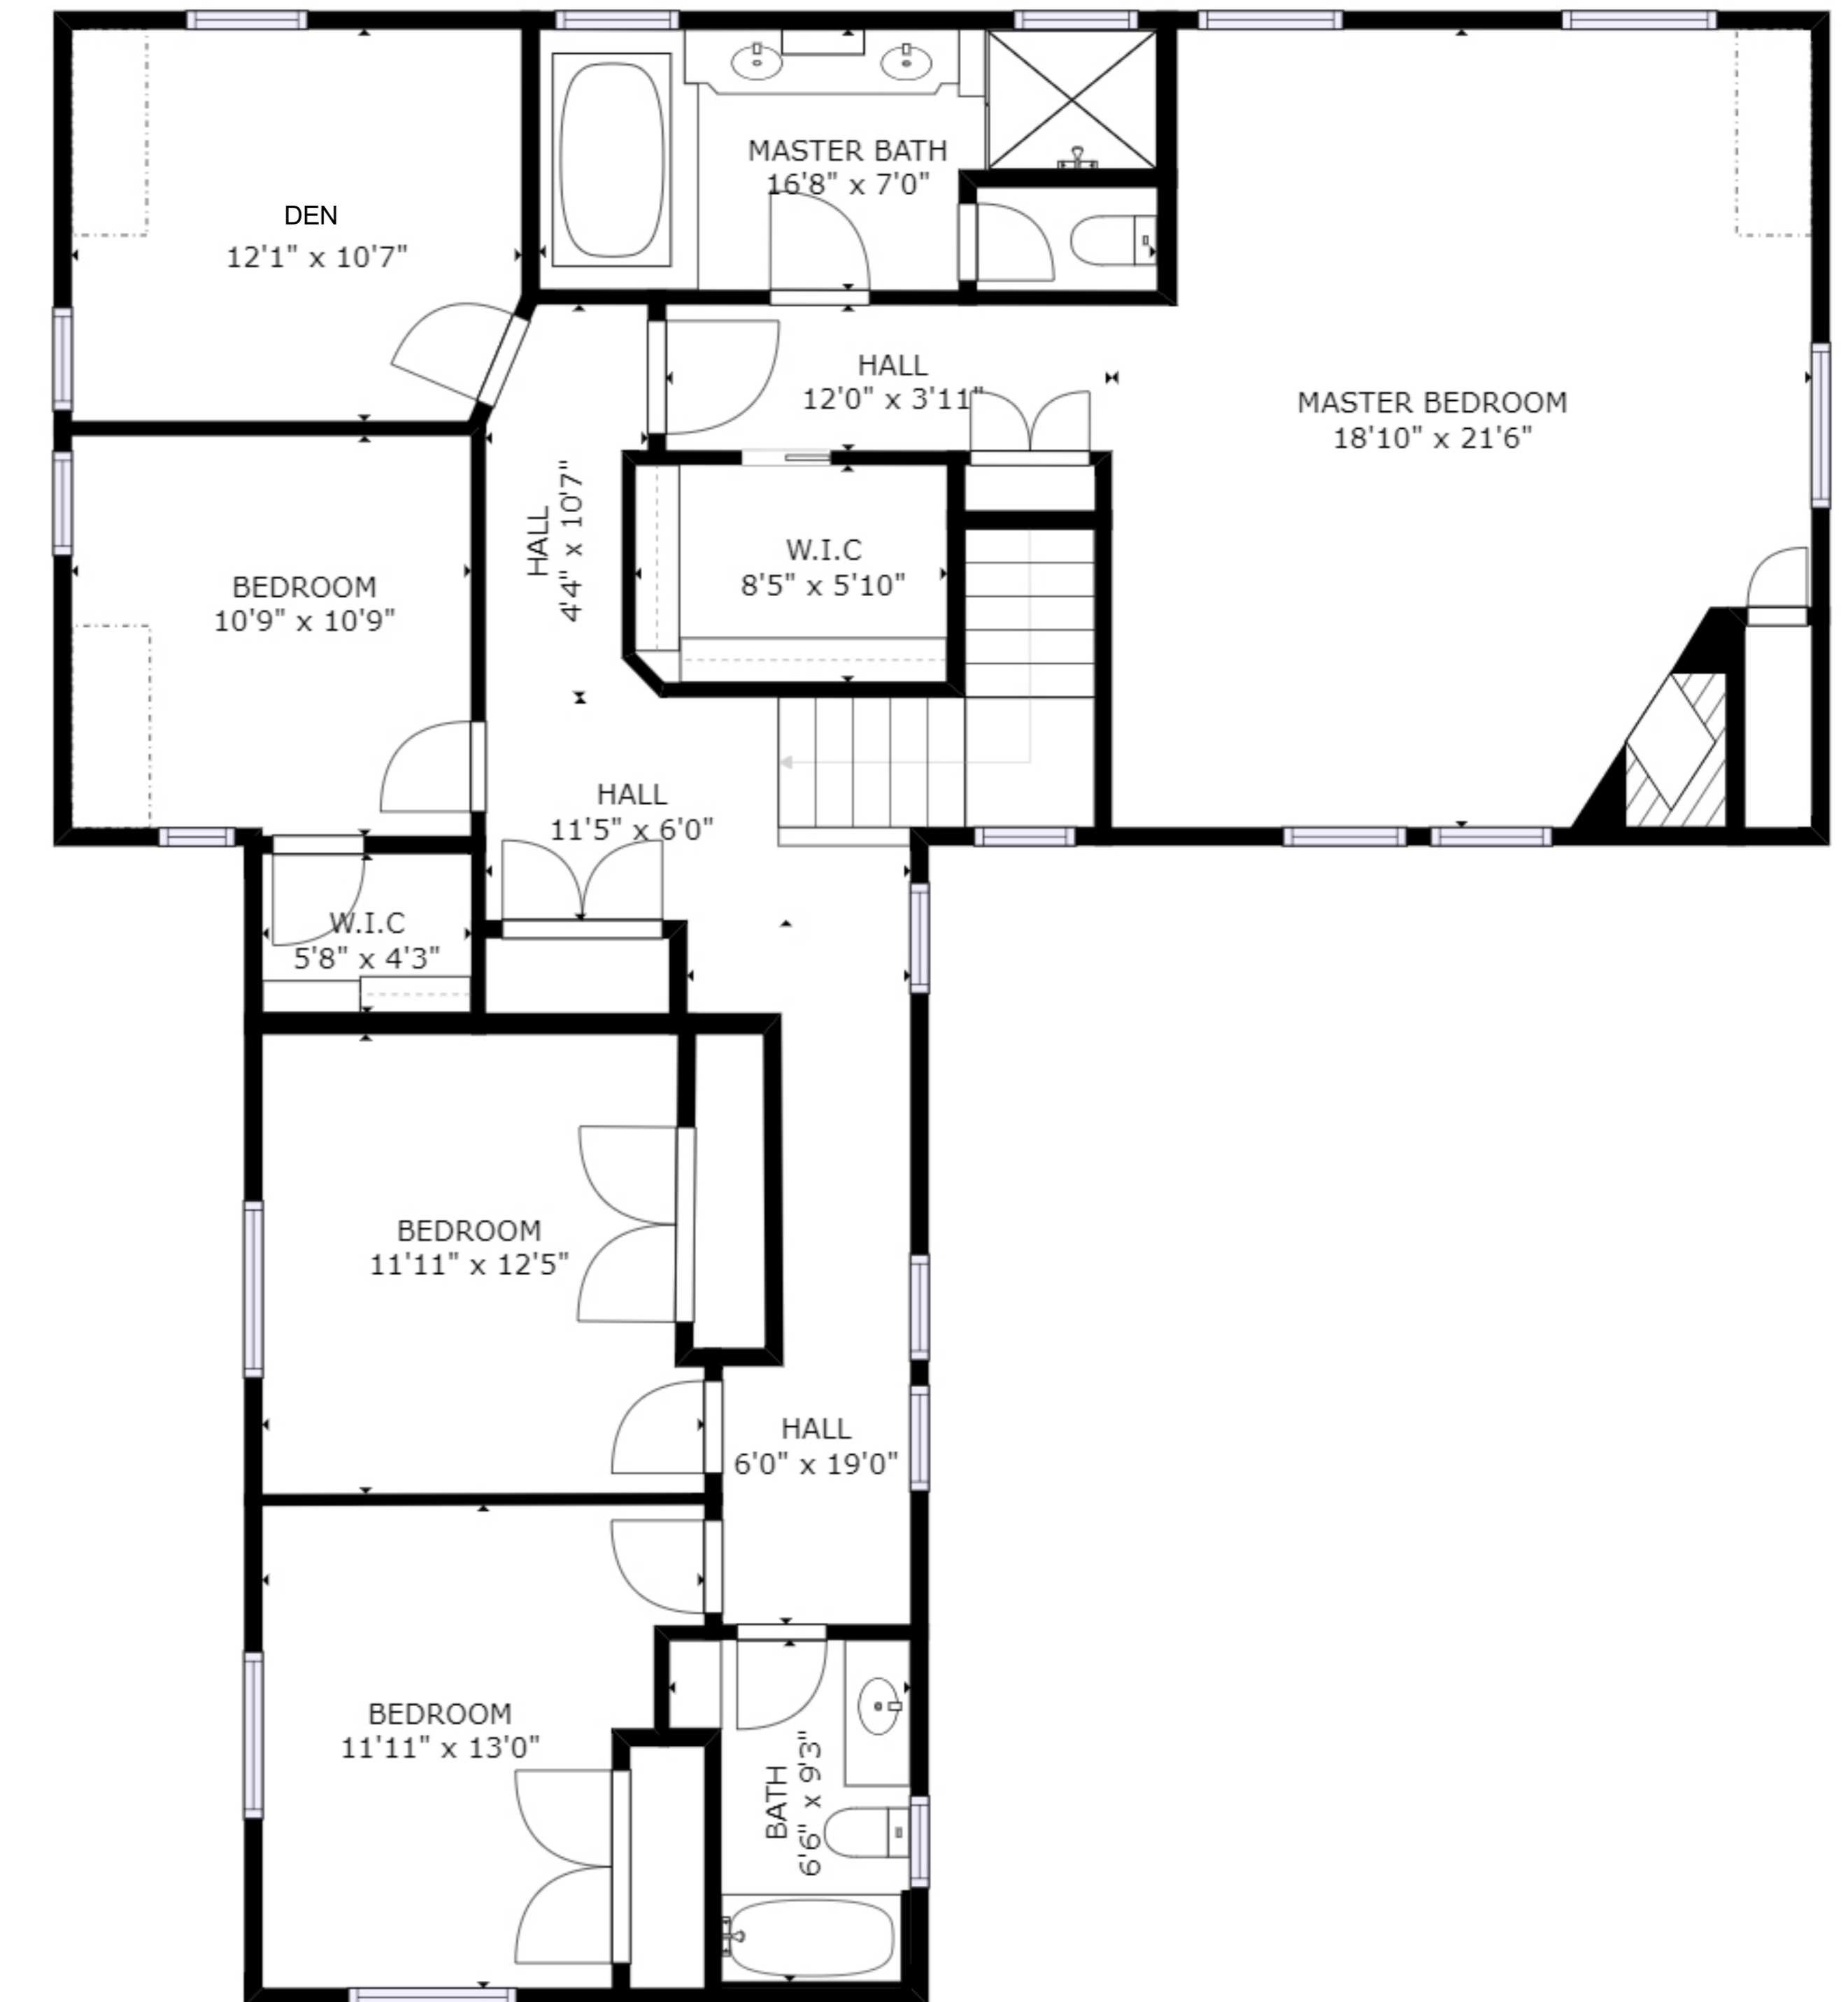 MASTER BATH
16'8" x 7'0"
DEN
12'1" x 10'7"
HALL
12'0" x 3'11"
MASTER BEDROOM
18'10" x 21'6"
HALL
4'4" x 10'7"
W.I.C
8'5" x 5'10"
BEDROOM
10'9" x 10'9"
HALL
11'5" x 6'0"
W.I.C
5'8" x 4'3"
BEDROOM
11'11" x 12'5"
HALL
6'0" x 19'0"
BEDROOM
11'11" x 13'0"
BATH
6'6" x 9'3"